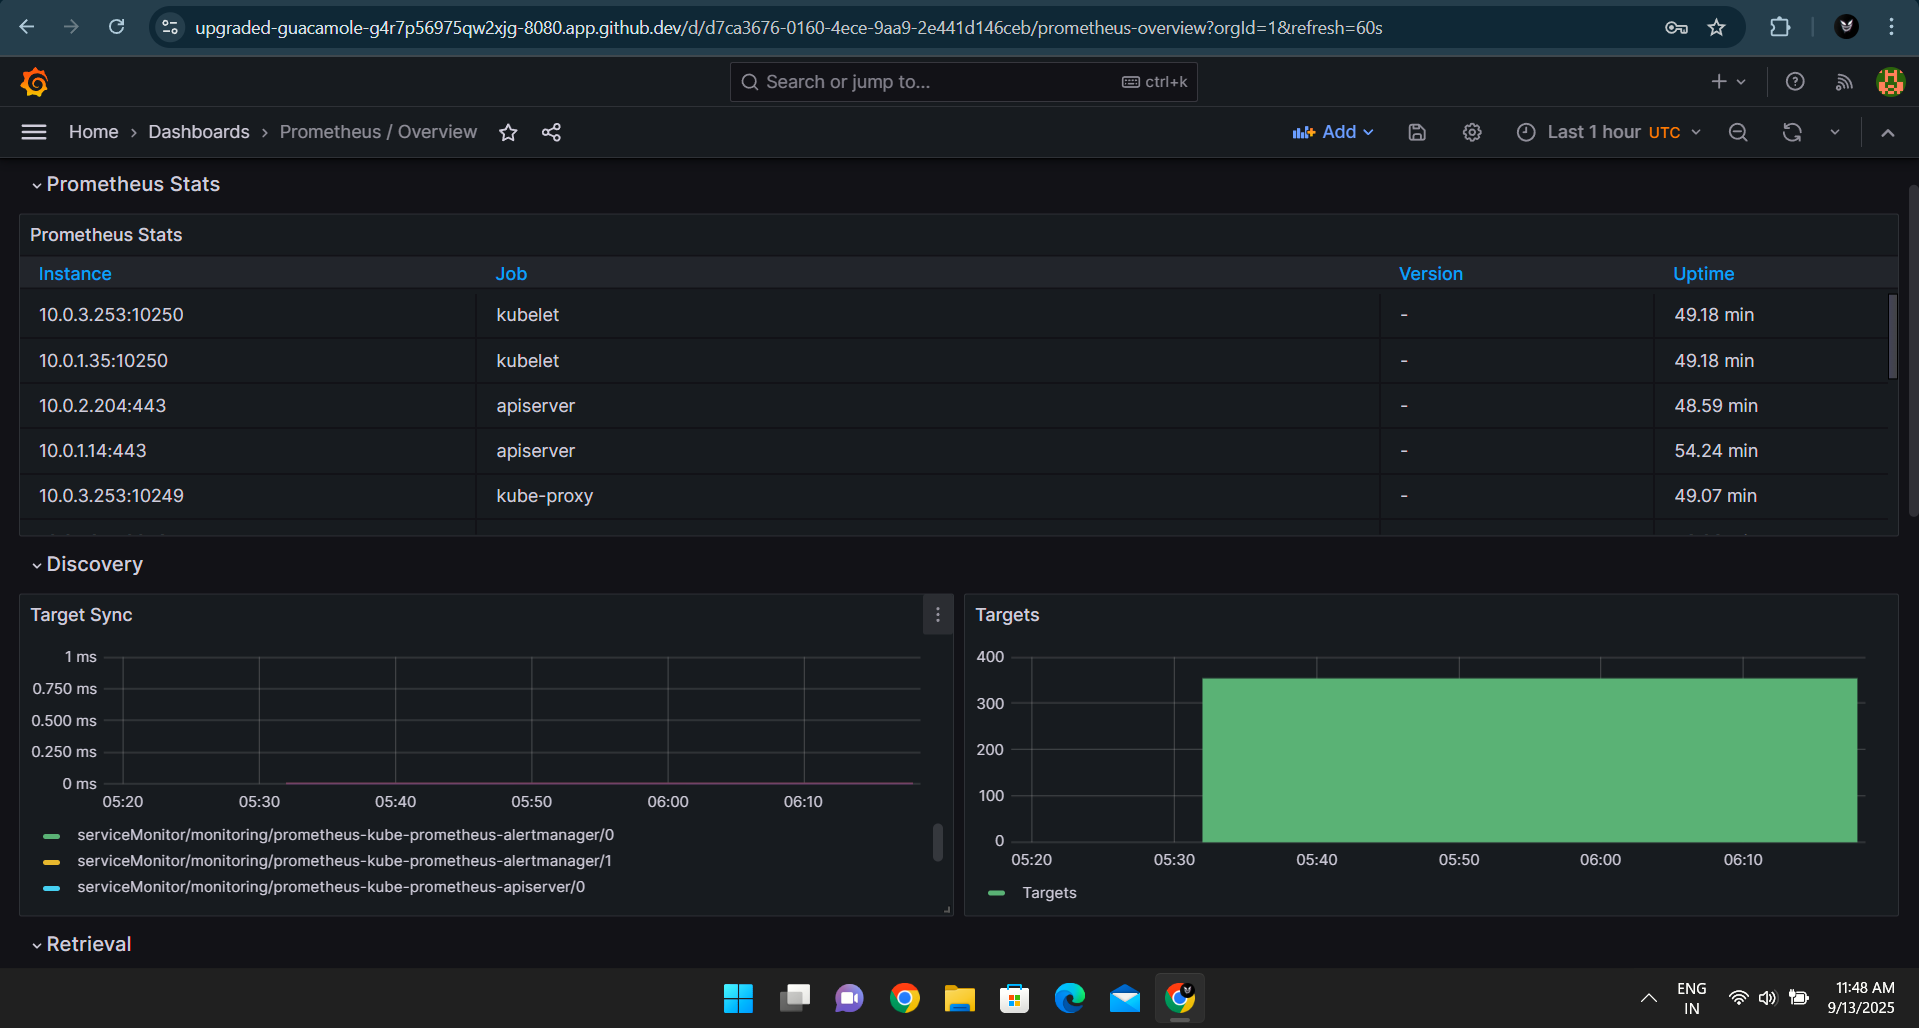 upgraded-guacamole-g4r7p56975qw2xjg-8080.app.github.dev/d/d7ca3676-0160-4ece-9aa9-2e441d146ceb/prometheus-overview?orgId=1&refresh=60s
Search or jump to... ctrl+k
Home › Dashboards › Prometheus / Overview Add Last 1 hour UTC
Prometheus Stats
Prometheus Stats
Instance Job Version Uptime
10.0.3.253:10250 kubelet - 49.18 min
10.0.1.35:10250 kubelet - 49.18 min
10.0.2.204:443 apiserver - 48.59 min
10.0.1.14:443 apiserver - 54.24 min
10.0.3.253:10249 kube-proxy - 49.07 min
Discovery
Target Sync
1 ms
0.750 ms
0.500 ms
0.250 ms
0 ms
05:20 05:30 05:40 05:50 06:00 06:10
serviceMonitor/monitoring/prometheus-kube-prometheus-alertmanager/0
serviceMonitor/monitoring/prometheus-kube-prometheus-alertmanager/1
serviceMonitor/monitoring/prometheus-kube-prometheus-apiserver/0
Targets
400
300
200
100
0
05:20 05:30 05:40 05:50 06:00 06:10
Targets
Retrieval
ENG
IN
11:48 AM
9/13/2025